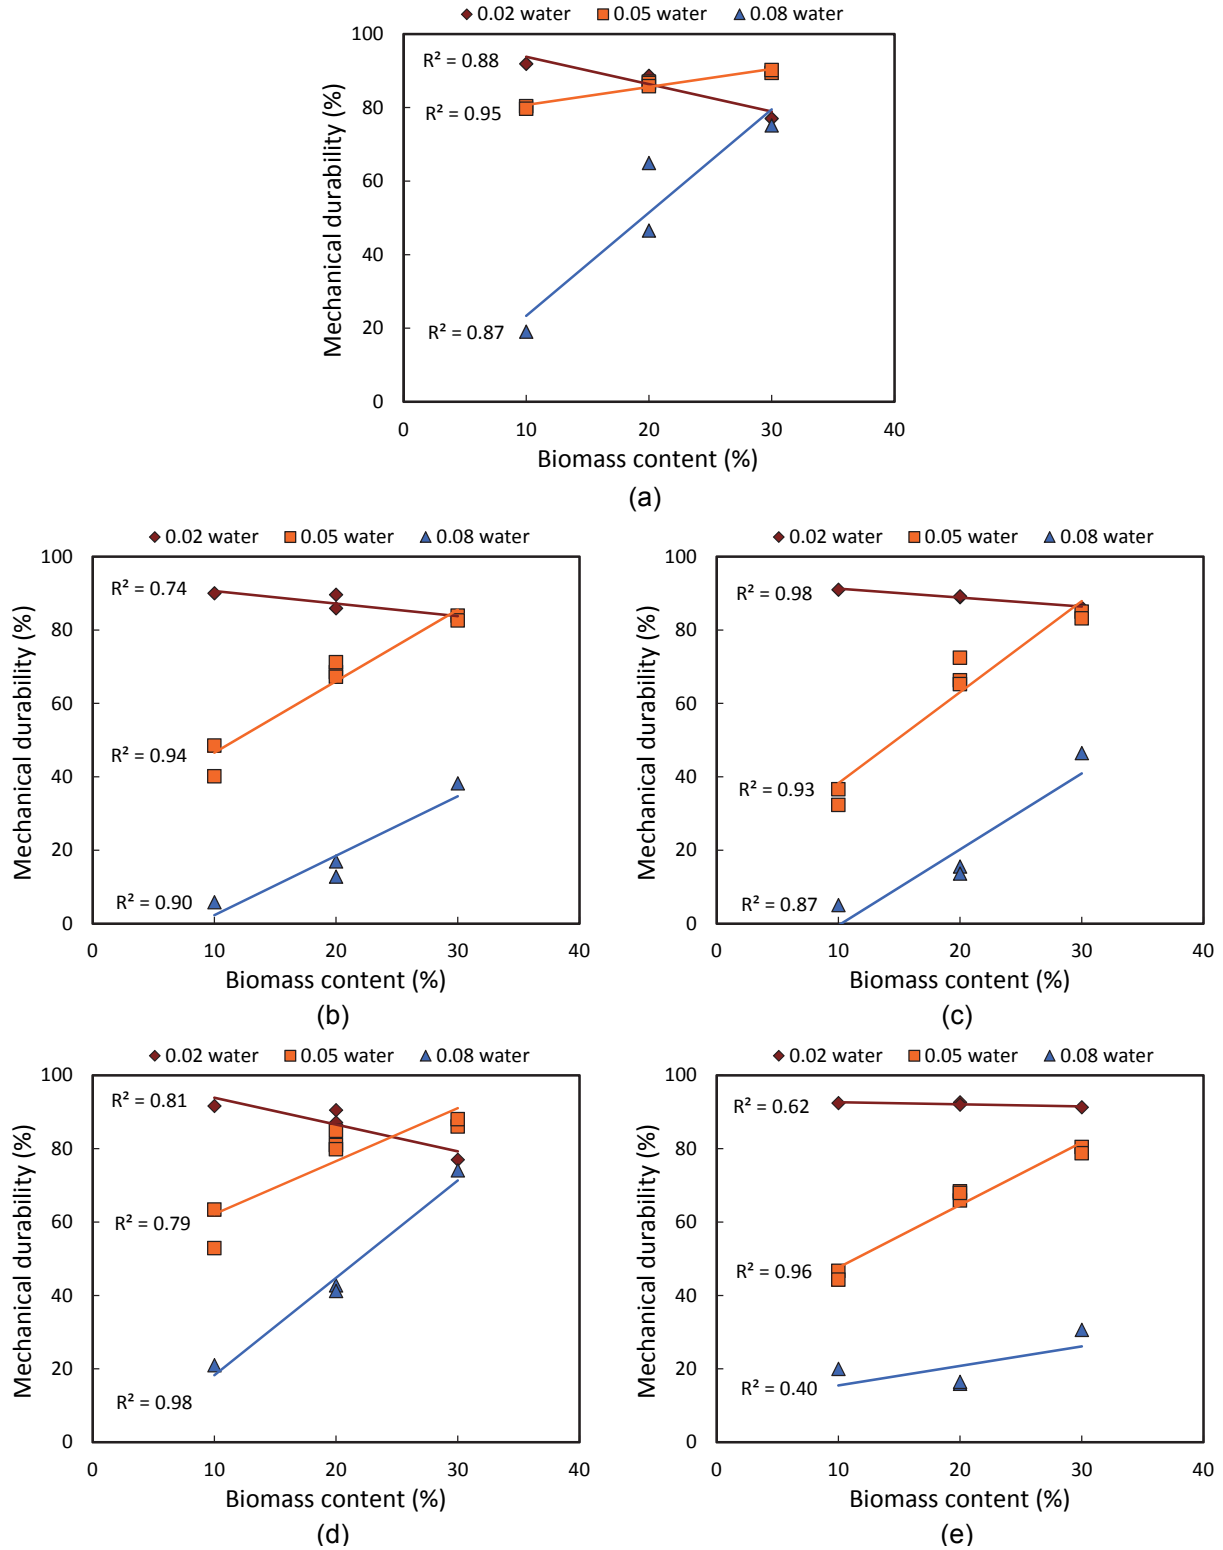 0.02 water 0.05 water 0.08 water
100
80
60
40
20
0
Mechanical durability (%)
R² = 0.88
R² = 0.95
R² = 0.87
0 10 20 30 40
Biomass content (%)
(a)
0.02 water 0.05 water 0.08 water
100
80
60
40
20
0
Mechanical durability (%)
R² = 0.74
R² = 0.94
R² = 0.90
0 10 20 30 40
Biomass content (%)
(b)
0.02 water 0.05 water 0.08 water
100
80
60
40
20
0
Mechanical durability (%)
R² = 0.98
R² = 0.93
R² = 0.87
0 10 20 30 40
Biomass content (%)
(c)
0.02 water 0.05 water 0.08 water
100
80
60
40
20
0
Mechanical durability (%)
R² = 0.81
R² = 0.79
R² = 0.98
0 10 20 30 40
Biomass content (%)
(d)
0.02 water 0.05 water 0.08 water
100
80
60
40
20
0
Mechanical durability (%)
R² = 0.62
R² = 0.96
R² = 0.40
0 10 20 30 40
Biomass content (%)
(e)